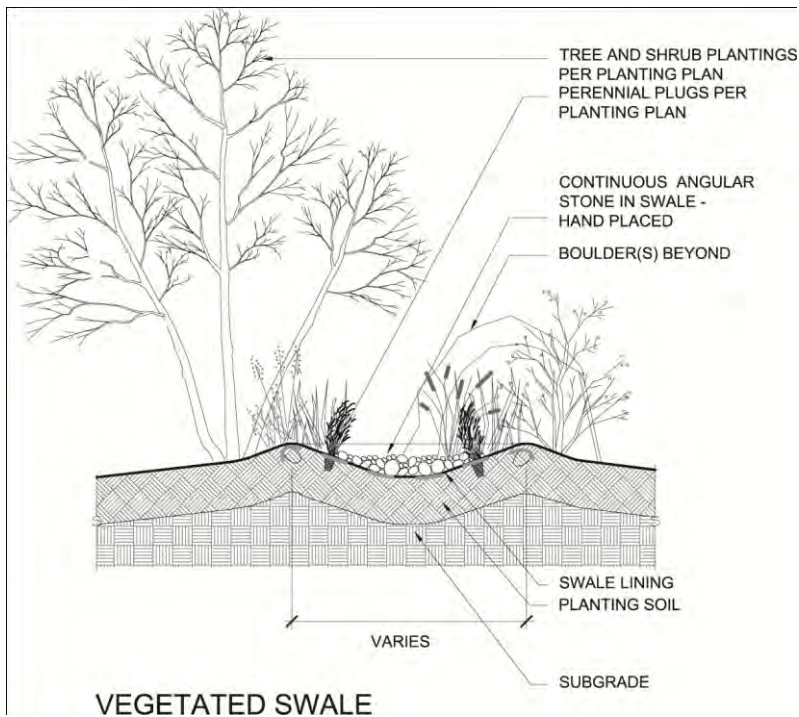 TREE AND SHRUB PLANTINGS
PER PLANTING PLAN
PERENNIAL PLUGS PER
PLANTING PLAN
CONTINUOUS ANGULAR
STONE IN SWALE -
HAND PLACED
BOULDER(S) BEYOND
SWALE LINING
PLANTING SOIL
VARIES
SUBGRADE
VEGETATED SWALE